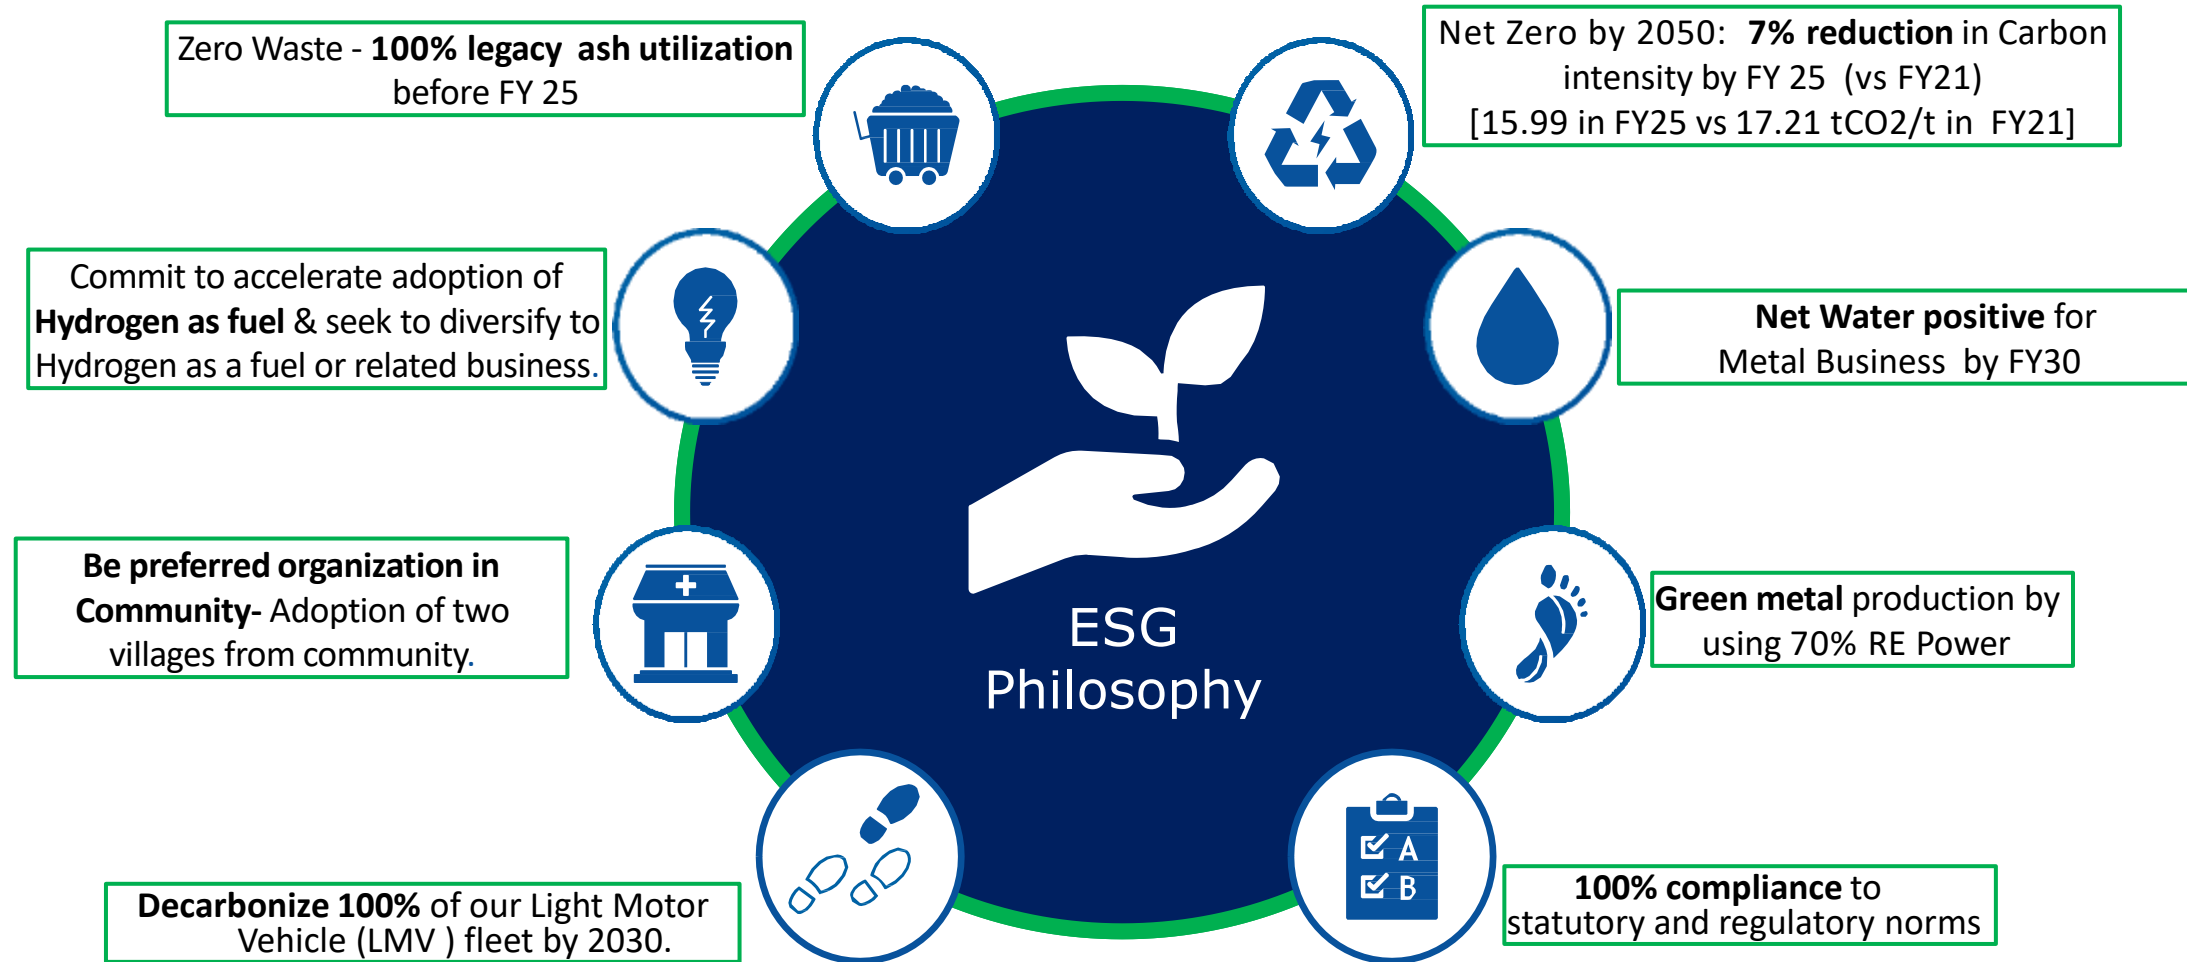 Zero Waste - 100% legacy ash utilization
before FY 25
Net Zero by 2050: 7% reduction in Carbon
intensity by FY 25 (vs FY21)
[15.99 in FY25 vs 17.21 tCO2/t in FY21]
Commit to accelerate adoption of
Hydrogen as fuel & seek to diversify to
Hydrogen as a fuel or related business.
Net Water positive for
Metal Business by FY30
Be preferred organization in
Community- Adoption of two
villages from community.
ESG
Philosophy
Green metal production by
using 70% RE Power
Decarbonize 100% of our Light Motor
Vehicle (LMV ) fleet by 2030.
A
B
100% compliance to
statutory and regulatory norms